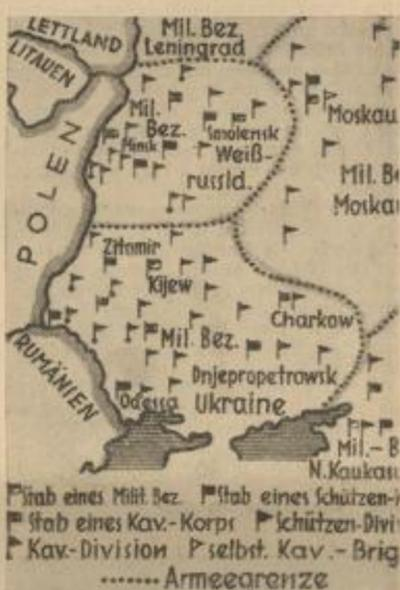 LETTLAND
LITAUEN
Mil. Bez.
Leningrad
Moskau
Mil.
Bez.
Minsk
Smolensk
Weiß-
russld.
POLEN
Mil. Be
Moskau
Zitomir
Kijew
Charkow
Mil. Bez.
Dnjepropetrowsk
Ukraine
Odessa
RUMÄNIEN
Mil.-B
N.Kaukasu
Stab eines Milit. Bez. Stab eines Schützen-
Stab eines Kav.-Korps Schützen-Divi
Kav.-Division selbst. Kav.-Brig
Armeegrenze